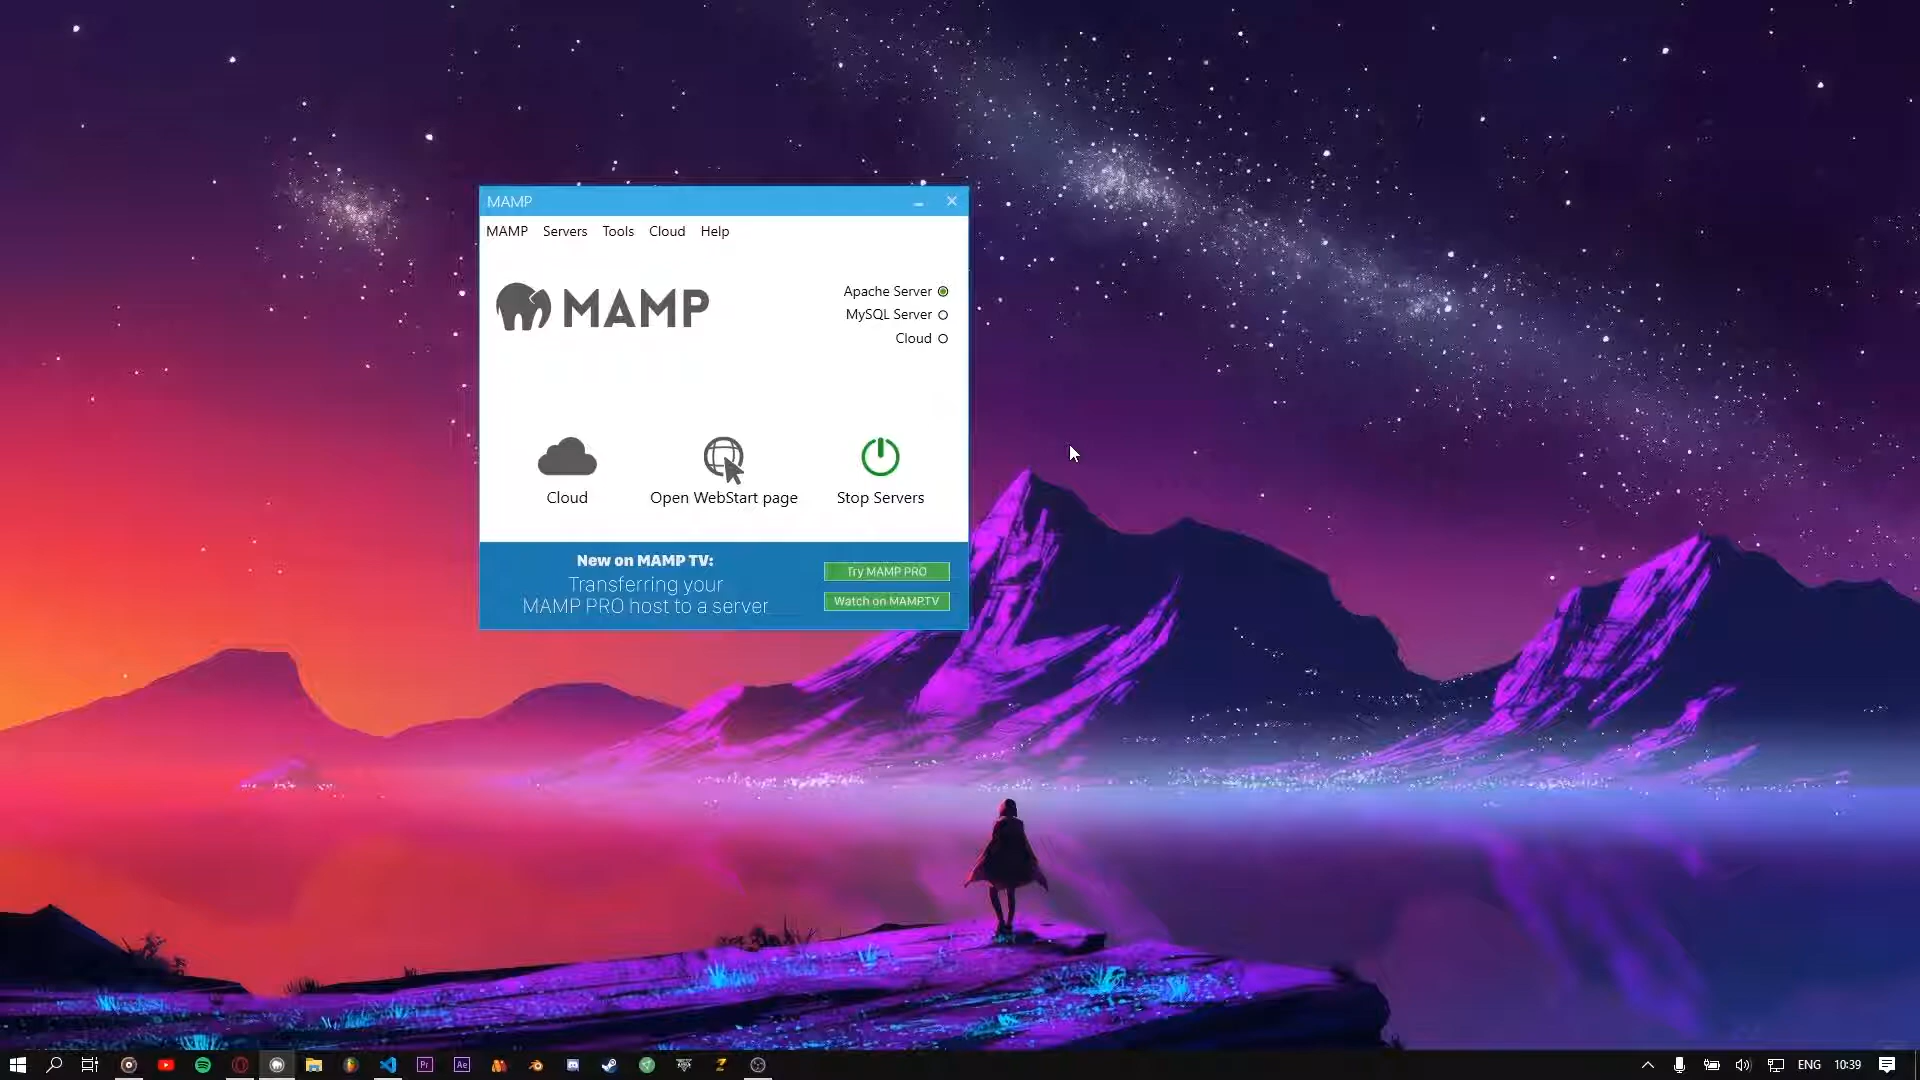 MAMP
MAMP Servers Tools Cloud Help
MAMP
Apache Server
MySQL Server
Cloud
Cloud
Open WebStart page
Stop Servers
New on MAMP TV:
Transferring your
MAMP PRO host to a server
Try MAMP PRO
Watch on MAMP.TV
Pr
Ae
ENG
10:39